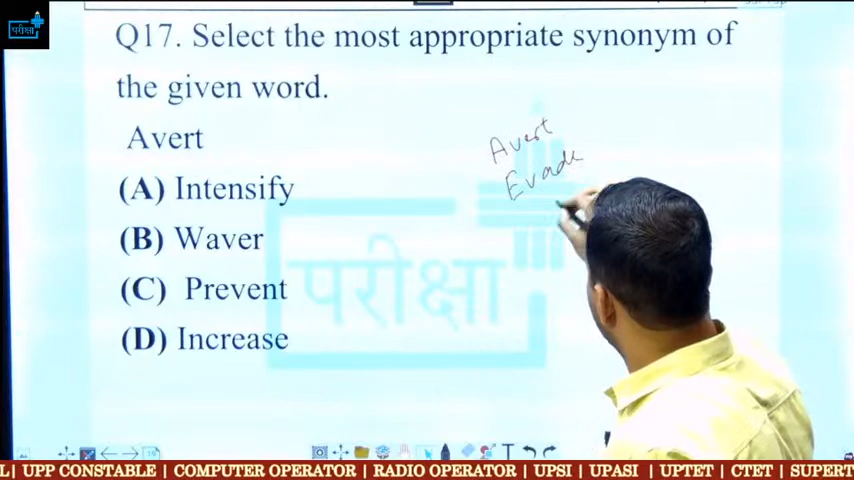 परीक्षा
Q17. Select the most appropriate synonym of
the given word.
Avert
(A) Intensify
(B) Waver
(C) Prevent
(D) Increase
Avert
Evade
परीक्षा
L| UPP CONSTABLE | COMPUTER OPERATOR | RADIO OPERATOR | UPSI | UPASI | UPTET | CTET | SUPERT